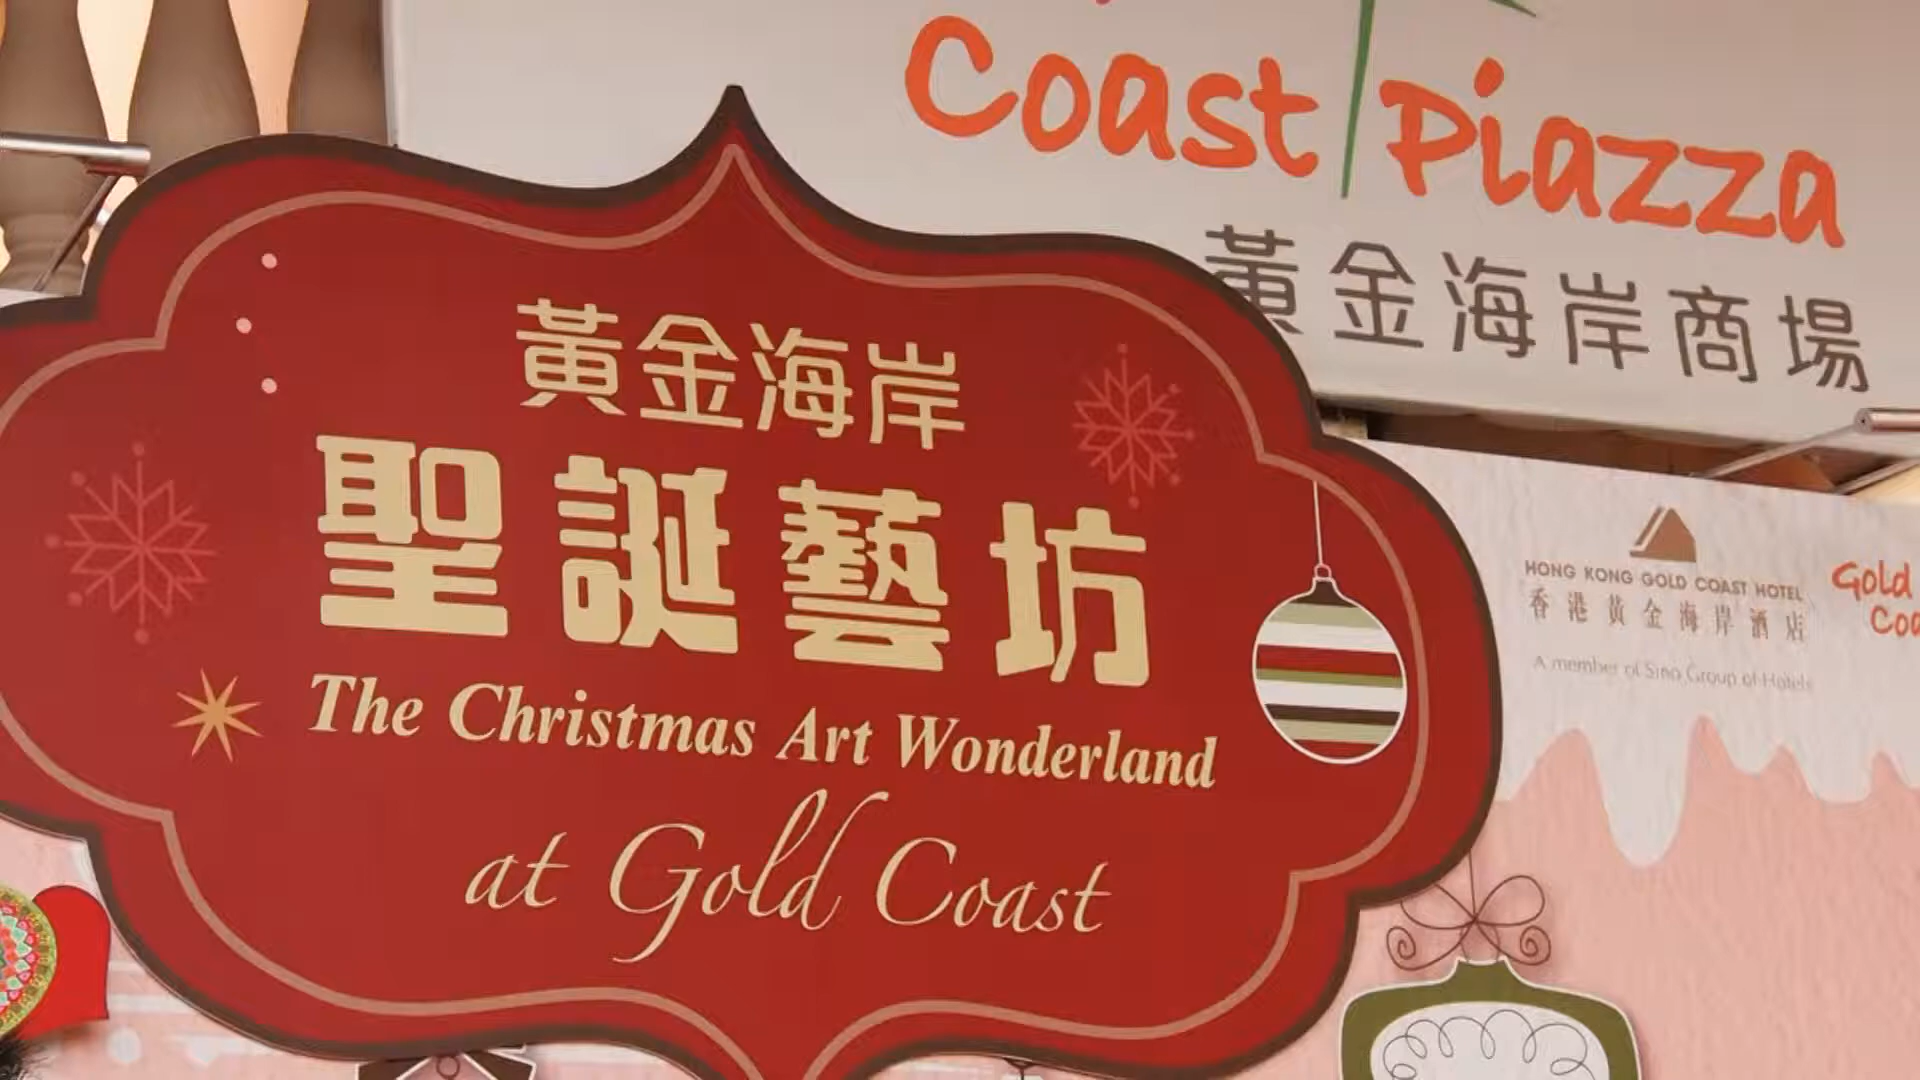 Coast Piazza
黃金海岸商場
黃金海岸
聖誕藝坊
The Christmas Art Wonderland
at Gold Coast
HONG KONG GOLD COAST HOTEL
香港黃金海岸酒店
A member of Sino Group of Hotels
Gold